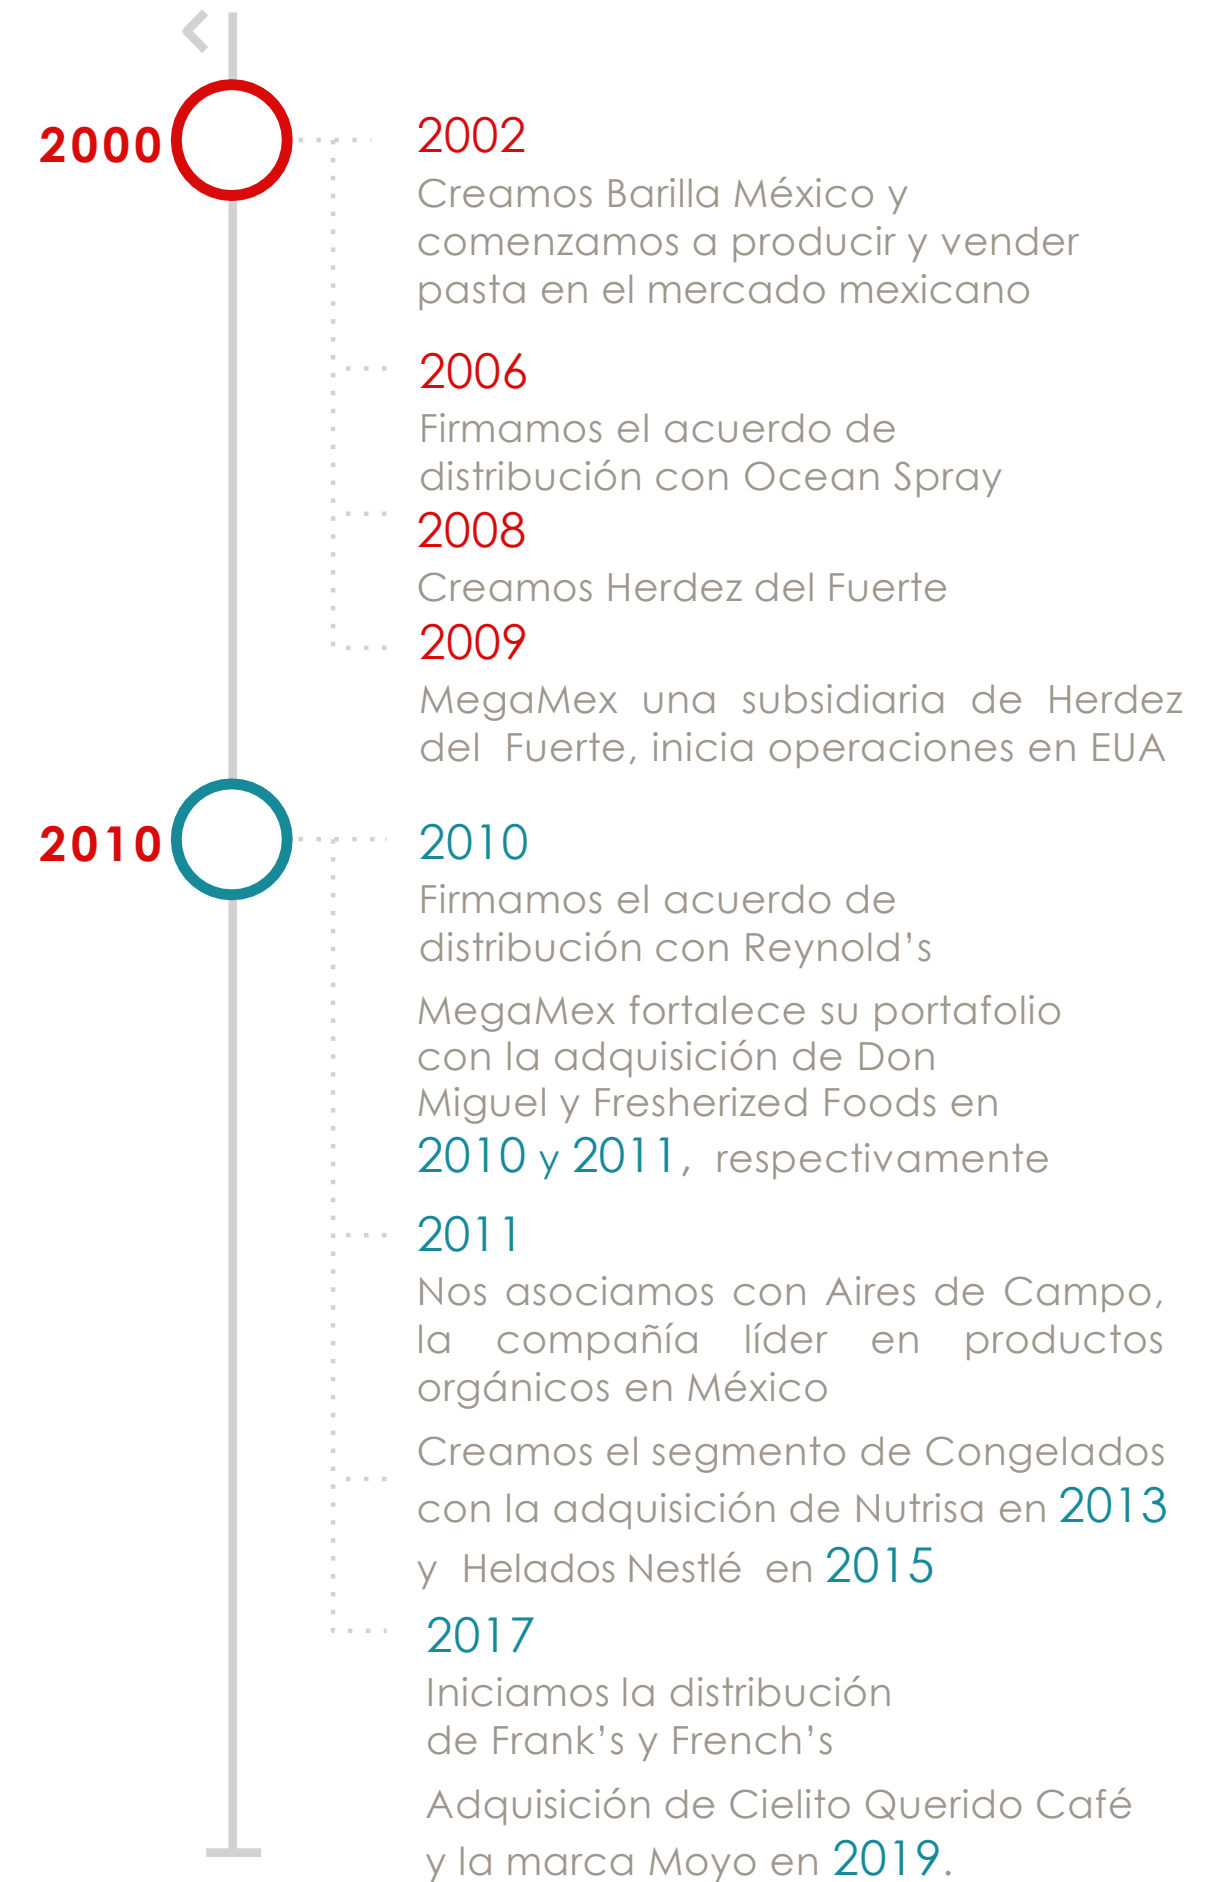 2000
2002
Creamos Barilla México y
comenzamos a producir y vender
pasta en el mercado mexicano
2006
Firmamos el acuerdo de
distribución con Ocean Spray
2008
Creamos Herdez del Fuerte
2009
MegaMex una subsidiaria de Herdez
del Fuerte, inicia operaciones en EUA
2010
2010
Firmamos el acuerdo de
distribución con Reynold’s
MegaMex fortalece su portafolio
con la adquisición de Don
Miguel y Fresherized Foods en
2010 y 2011, respectivamente
2011
Nos asociamos con Aires de Campo,
la compañía líder en productos
orgánicos en México
Creamos el segmento de Congelados
con la adquisición de Nutrisa en 2013
y Helados Nestlé en 2015
2017
Iniciamos la distribución
de Frank’s y French’s
Adquisición de Cielito Querido Café
y la marca Moyo en 2019.